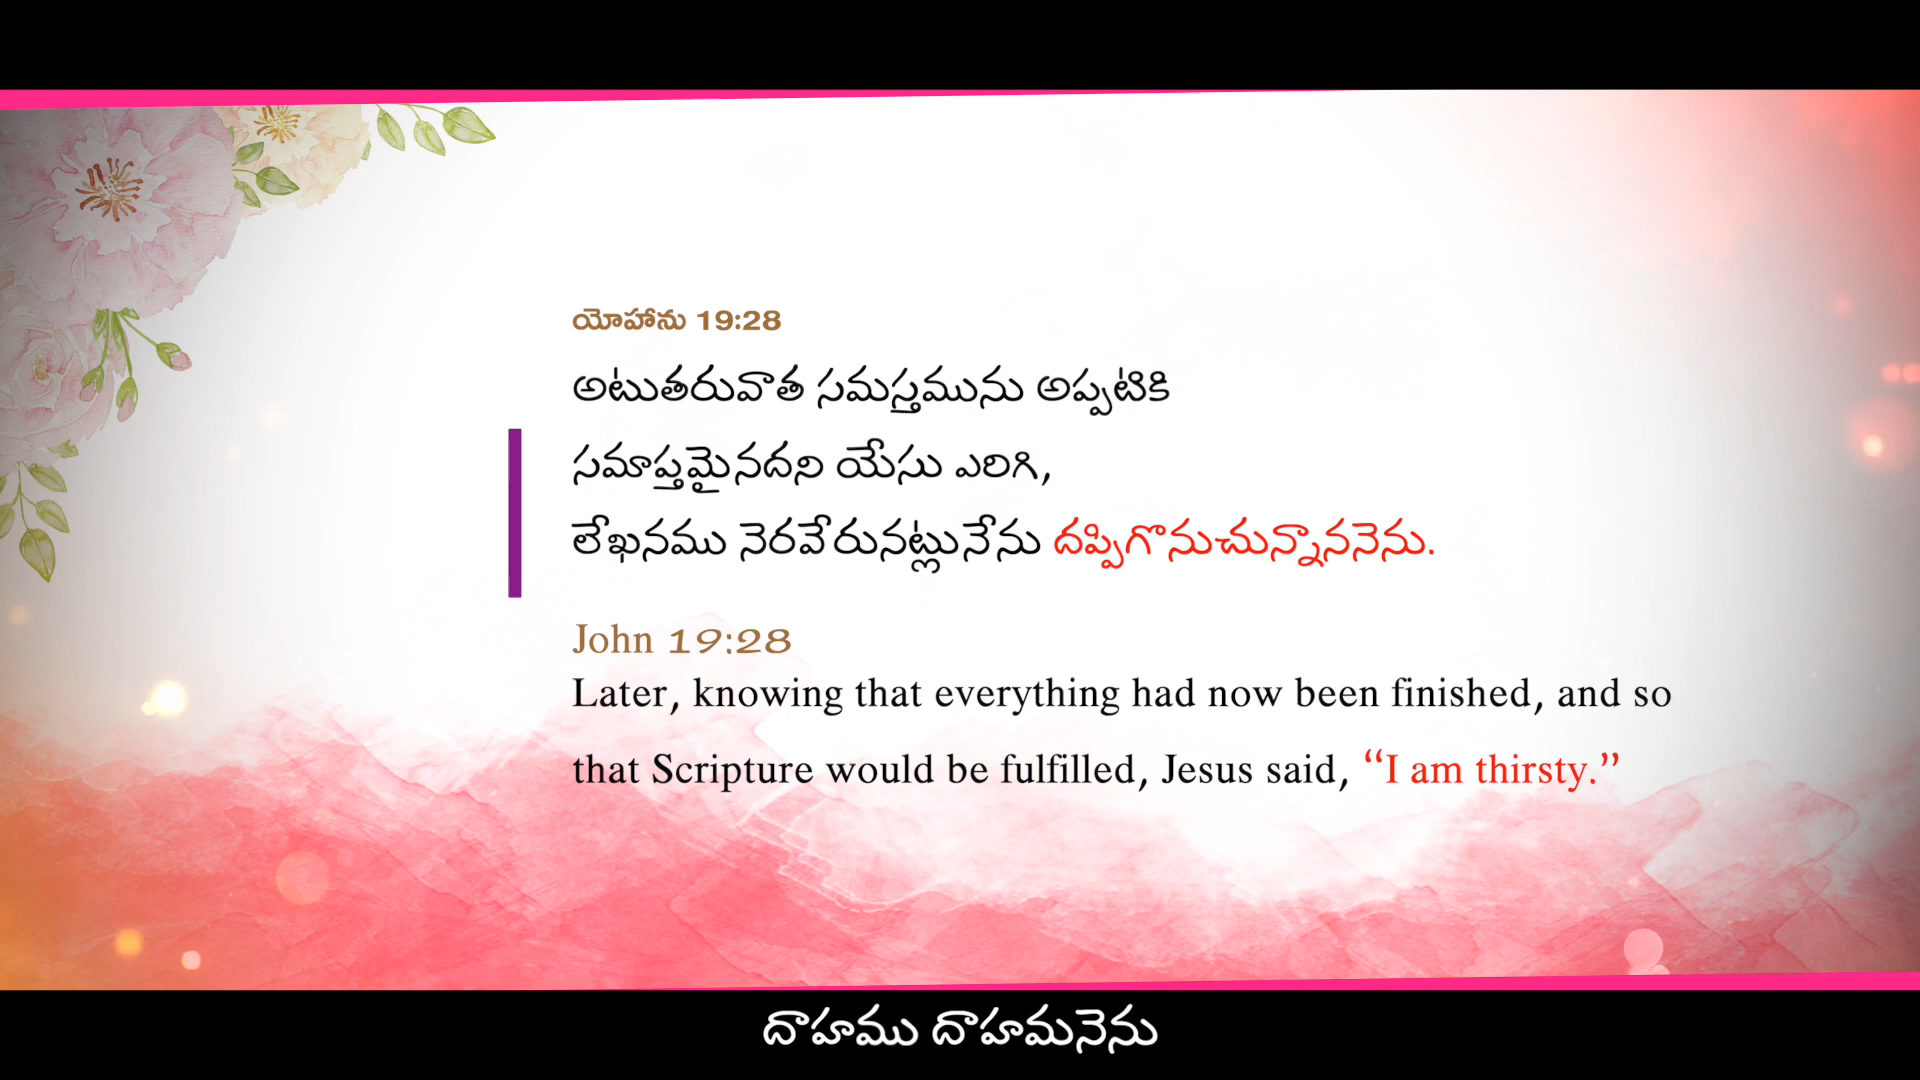 యోహాను 19:28
అటుతరువాత సమస్తమును అప్పటికి
సమాప్తమైనదని యేసు ఎరిగి,
లేఖనము నెరవేరునట్లునేను దప్పిగొనుచున్నాననెను.
John 19:28
Later, knowing that everything had now been finished, and so
that Scripture would be fulfilled, Jesus said, “I am thirsty.”
దాహము దాహమనెను